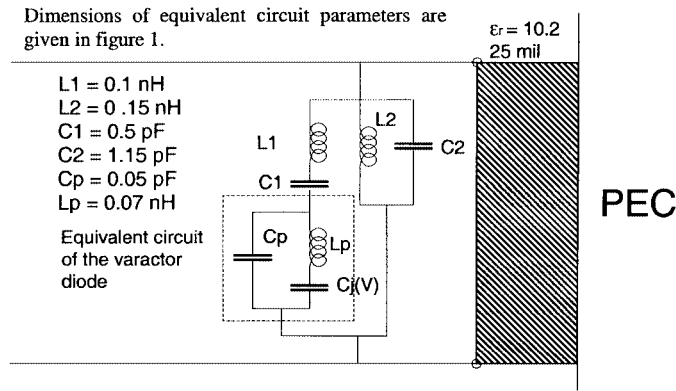 Dimensions of equivalent circuit parameters are
given in figure 1.
εr = 10.2
25 mil
L1 = 0.1 nH
L2 = 0 .15 nH
C1 = 0.5 pF
C2 = 1.15 pF
Cp = 0.05 pF
Lp = 0.07 nH
Equivalent circuit
of the varactor
diode
L1
L2
C2
C1
Cp
Lp
Cj(V)
PEC